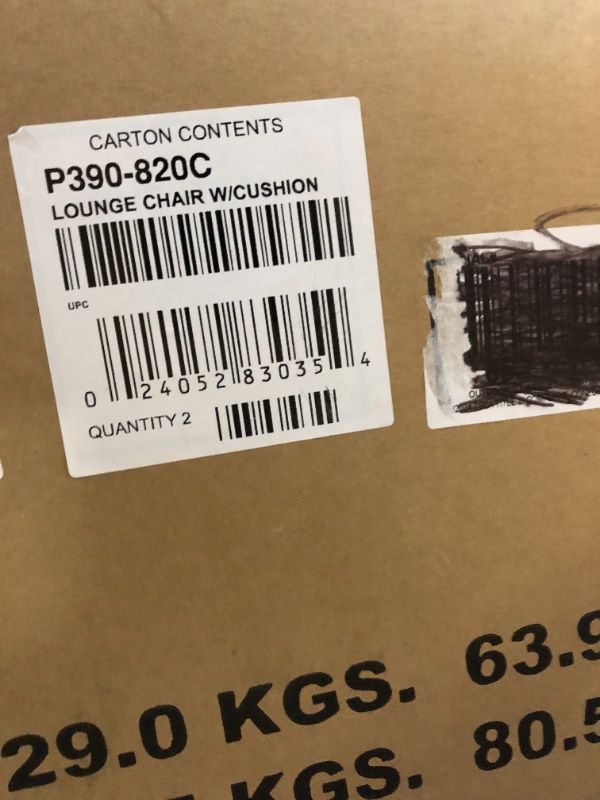 CARTON CONTENTS
P390-820C
LOUNGE CHAIR W/CUSHION
UPC
0 24052 83035 4
QUANTITY 2
29.0 KGS. 63.9
KGS. 80.5